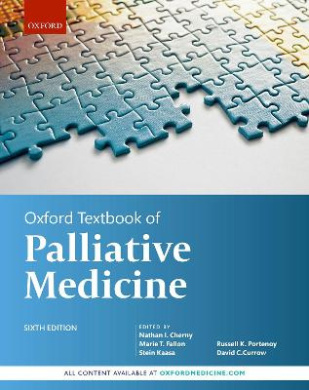 OXFORD
Oxford Textbook of
Palliative
Medicine
SIXTH EDITION
EDITED BY
Nathan I. Cherny
Marie T. Fallon
Stein Kaasa
Russell K. Portenoy
David C.Currow
ALL CONTENT AVAILABLE AT OXFORDMEDICINE.COM